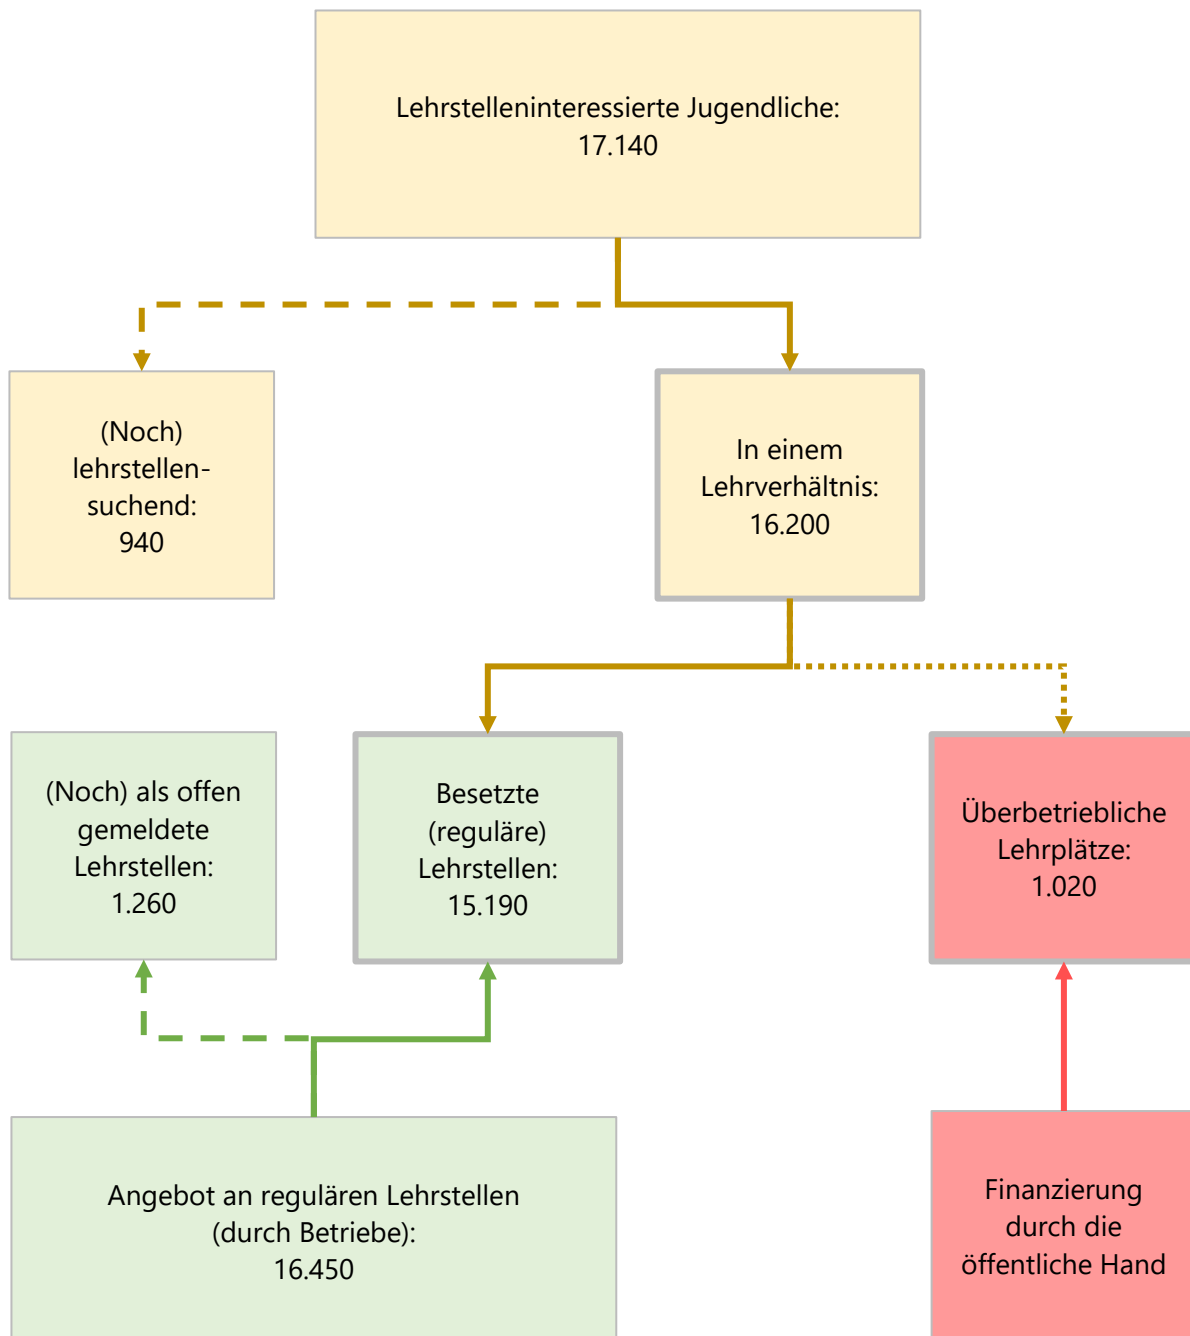 Lehrstelleninteressierte Jugendliche:
17.140
(Noch)
lehrstellen-
suchend:
940
In einem
Lehrverhältnis:
16.200
(Noch) als offen
gemeldete
Lehrstellen:
1.260
Besetzte
(reguläre)
Lehrstellen:
15.190
Überbetriebliche
Lehrplätze:
1.020
Angebot an regulären Lehrstellen
(durch Betriebe):
16.450
Finanzierung
durch die
öffentliche Hand